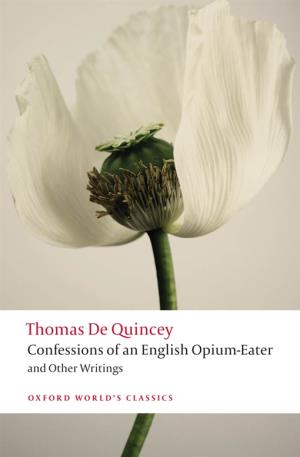 Thomas De Quincey
Confessions of an English Opium-Eater
and Other Writings
OXFORD WORLD'S CLASSICS